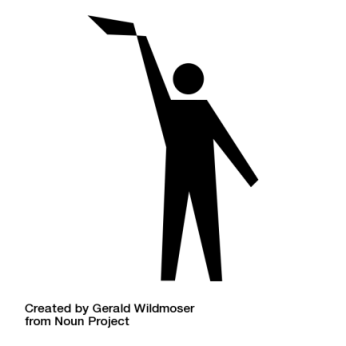 Created by Gerald Wildmoser
from Noun Project